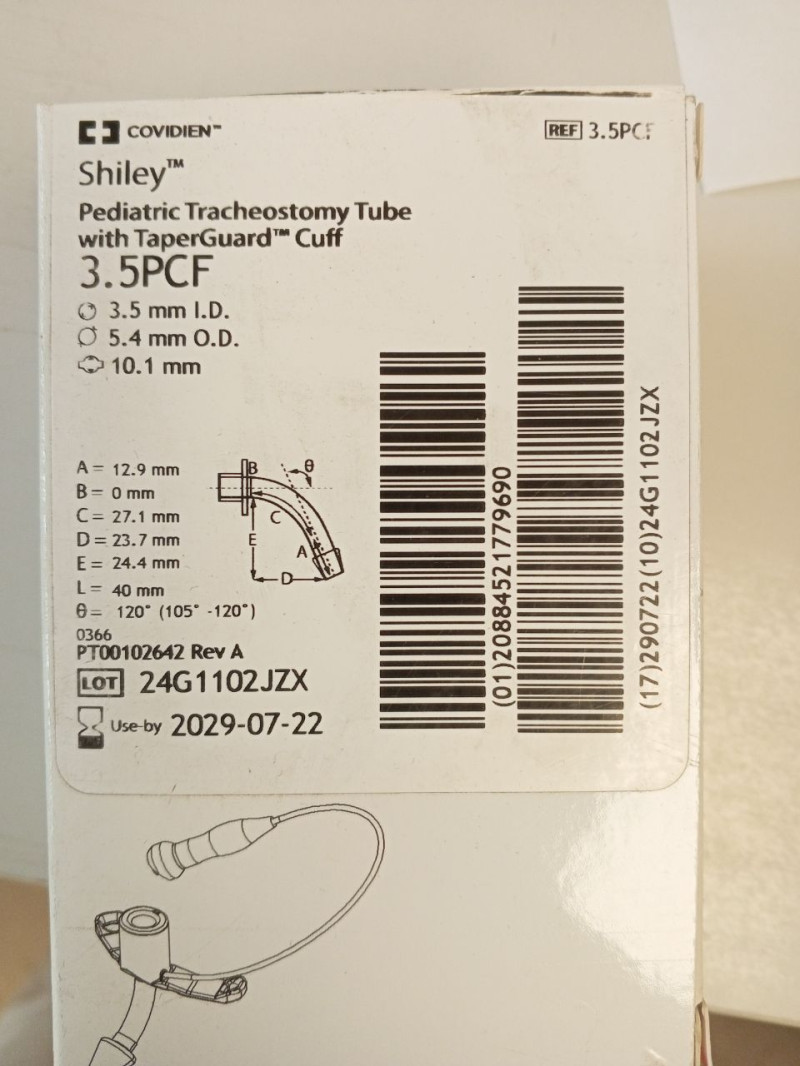 COVIDIEN™
REF 3.5PCF
Shiley™
Pediatric Tracheostomy Tube
with TaperGuard™ Cuff
3.5PCF
3.5 mm I.D.
5.4 mm O.D.
10.1 mm
A = 12.9 mm
B = 0 mm
C = 27.1 mm
D = 23.7 mm
E = 24.4 mm
L = 40 mm
θ = 120° (105° -120°)
B
θ
C
E
A
D
0366
PT00102642 Rev A
LOT 24G1102JZX
Use-by 2029-07-22
(01)20884521779690
(17)290722(10)24G1102JZX